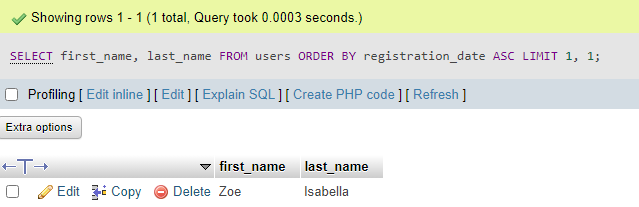 Showing rows 1 - 1 (1 total, Query took 0.0003 seconds.)
SELECT first_name, last_name FROM users ORDER BY registration_date ASC LIMIT 1, 1;
Profiling [ Edit inline ] [ Edit ] [ Explain SQL ] [ Create PHP code ] [ Refresh ]
Extra options
←T→ first_name last_name
Edit Copy Delete Zoe Isabella